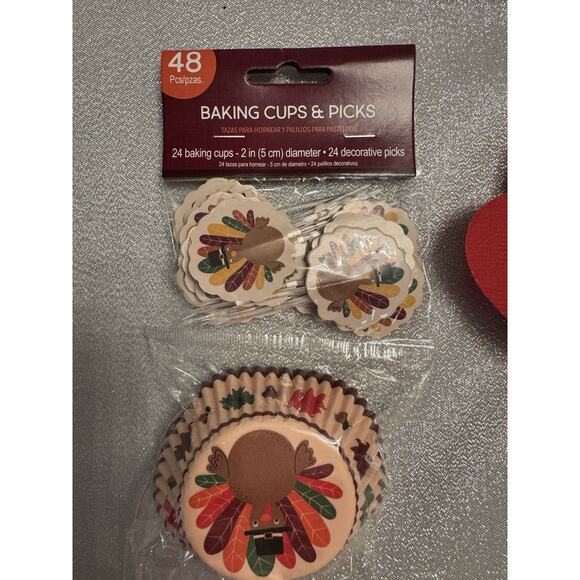 48
Pcs/pzas.
BAKING CUPS & PICKS
TAZAS PARA HORNEAR Y PALILLOS PARA PASTELITOS
24 baking cups - 2 in (5 cm) diameter • 24 decorative picks
24 tazas para hornear - 5 cm de diametro • 24 palillos decorativos